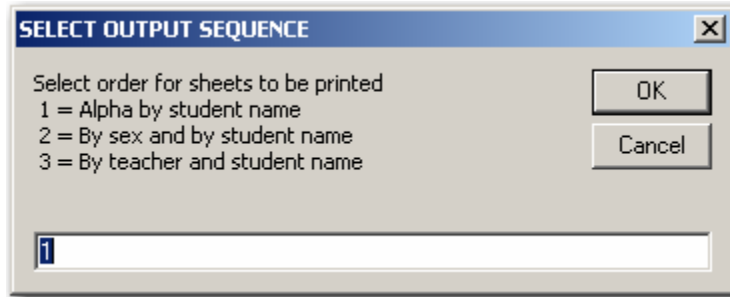 SELECT OUTPUT SEQUENCE
Select order for sheets to be printed
1 = Alpha by student name
2 = By sex and by student name
3 = By teacher and student name
OK
Cancel
1